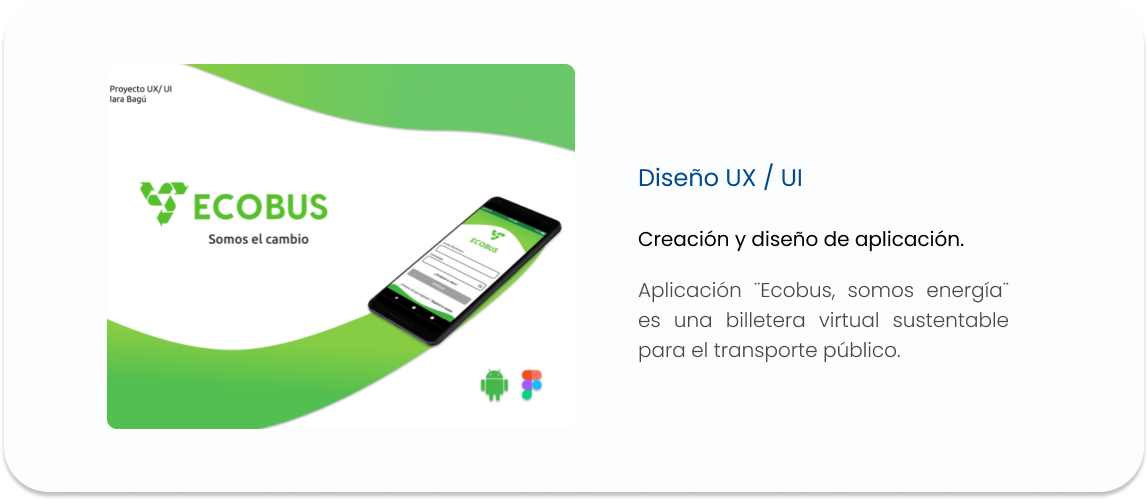 Proyecto UX/ UI
Iara Bagú
ECOBUS
Somos el cambio
ECOBUS
Diseño UX / UI
Creación y diseño de aplicación.
Aplicación ¨Ecobus, somos energía¨
es una billetera virtual sustentable
para el transporte público.